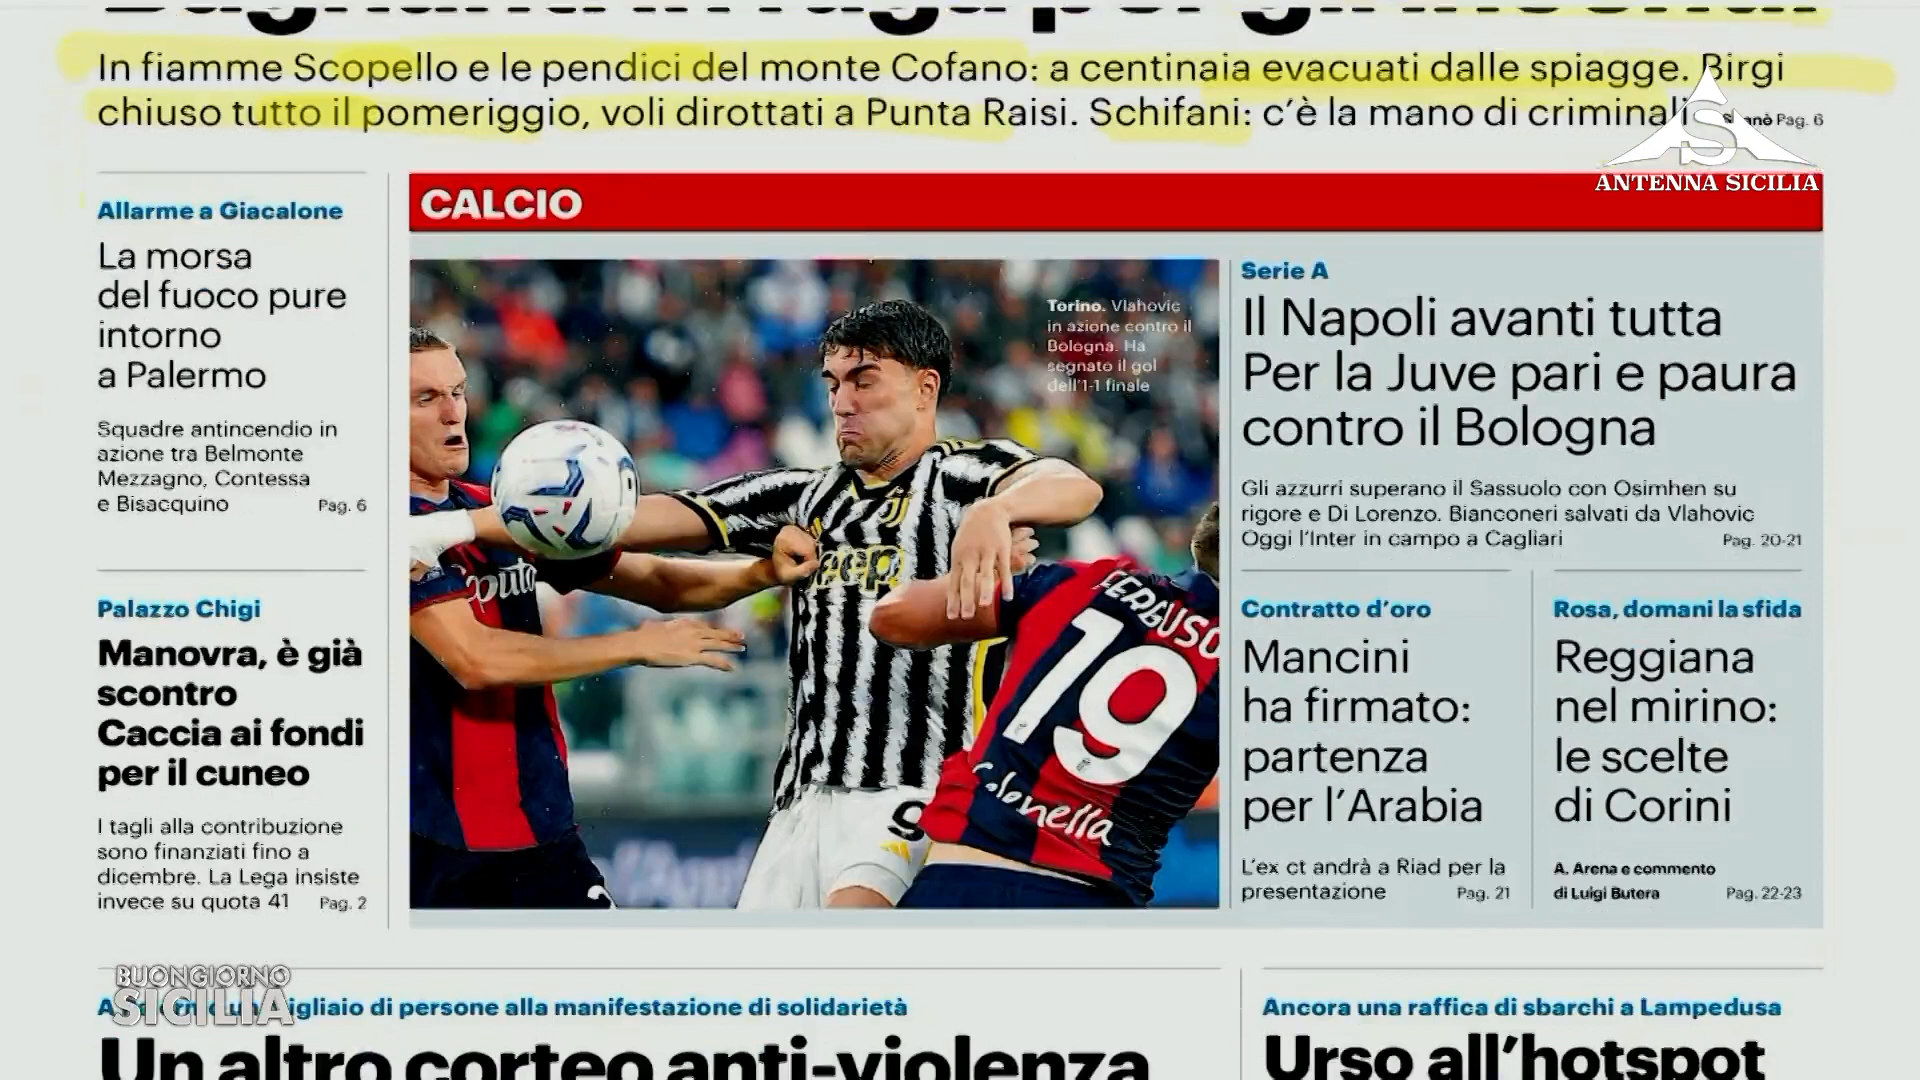 In fiamme Scopello e le pendici del monte Cofano: a centinaia evacuati dalle spiagge. Birgi
chiuso tutto il pomeriggio, voli dirottati a Punta Raisi. Schifani: c'è la mano di criminali
Pag. 6
ANTENNA SICILIA
Allarme a Giacalone
La morsa
del fuoco pure
intorno
a Palermo
Squadre antincendio in
azione tra Belmonte
Mezzagno, Contessa
e Bisacquino Pag. 6
Palazzo Chigi
Manovra, è già
scontro
Caccia ai fondi
per il cuneo
I tagli alla contribuzione
sono finanziati fino a
dicembre. La Lega insiste
invece su quota 41 Pag. 2
CALCIO
Torino. Vlahovic
in azione contro il
Bologna. Ha
segnato il gol
dell'1-1 finale
Jeep
FERGUSO
19
Selenella
9
Serie A
Il Napoli avanti tutta
Per la Juve pari e paura
contro il Bologna
Gli azzurri superano il Sassuolo con Osimhen su
rigore e Di Lorenzo. Bianconeri salvati da Vlahovic
Oggi l'Inter in campo a Cagliari Pag. 20-21
Contratto d'oro
Mancini
ha firmato:
partenza
per l'Arabia
L'ex ct andrà a Riad per la
presentazione Pag. 21
Rosa, domani la sfida
Reggiana
nel mirino:
le scelte
di Corini
A. Arena e commento
di Luigi Butera Pag. 22-23
BUONGIORNO
SICILIA
di persone alla manifestazione di solidarietà
Un altro corteo anti-violenza
Ancora una raffica di sbarchi a Lampedusa
Urso all'hotspot